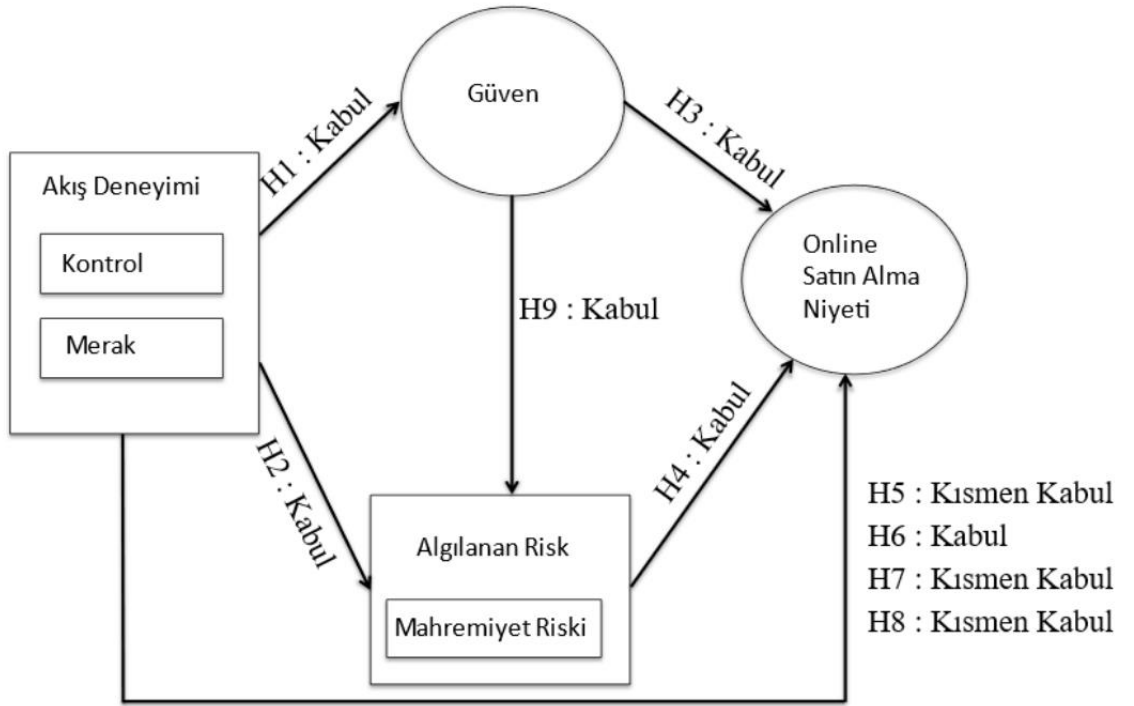 Güven
H1 : Kabul
H3 : Kabul
Akış Deneyimi
Kontrol
Merak
Online
Satın Alma
Niyeti
H9 : Kabul
H2 : Kabul
H4 : Kabul
Algılanan Risk
Mahremiyet Riski
H5 : Kısmen Kabul
H6 : Kabul
H7 : Kısmen Kabul
H8 : Kısmen Kabul